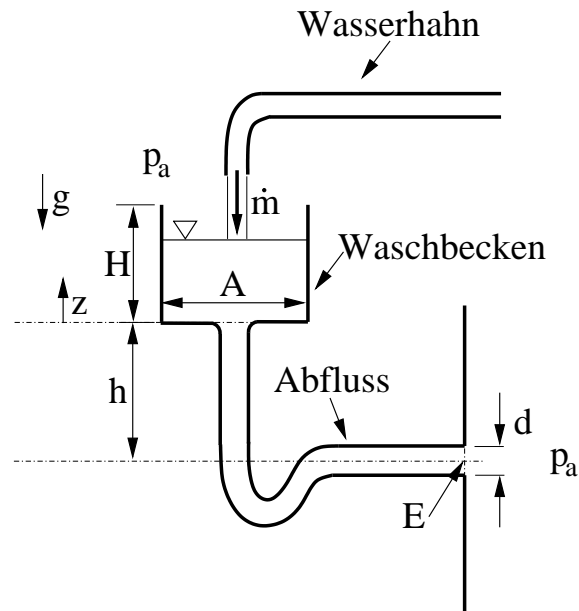 Wasserhahn
pₐ
g
ṁ
Waschbecken
H
A
z
h
Abfluss
d
pₐ
E